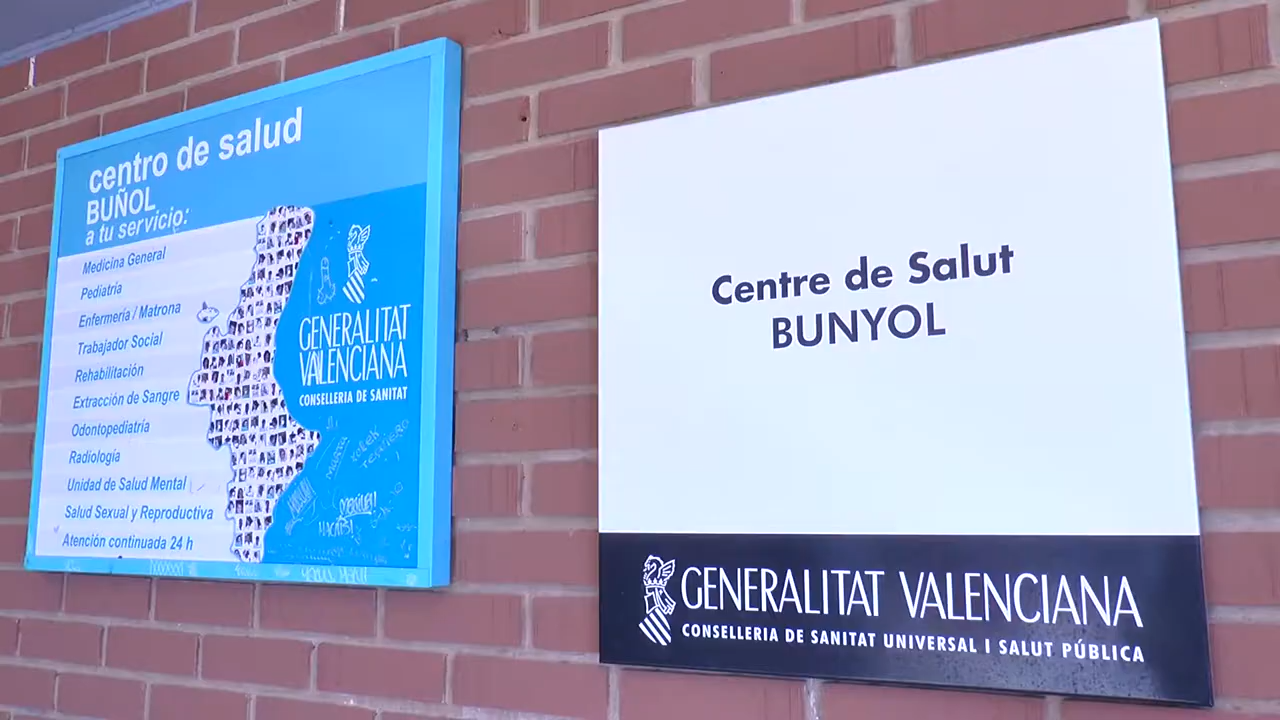 centro de salud
BUÑOL
a tu servicio:
Medicina General
Pediatría
Enfermería / Matrona
Trabajador Social
Rehabilitación
Extracción de Sangre
Odontopediatría
Radiología
Unidad de Salud Mental
Salud Sexual y Reproductiva
Atención continuada 24 h
GENERALITAT
VALENCIANA
CONSELLERIA DE SANITAT
Centre de Salut
BUNYOL
GENERALITAT VALENCIANA
CONSELLERIA DE SANITAT UNIVERSAL I SALUT PÚBLICA